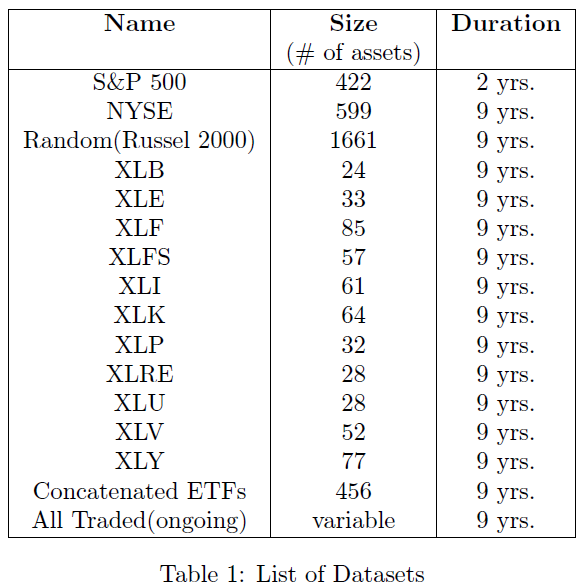 Name Size Duration
(# of assets)
S&P 500 422 2 yrs.
NYSE 599 9 yrs.
Random(Russel 2000) 1661 9 yrs.
XLB 24 9 yrs.
XLE 33 9 yrs.
XLF 85 9 yrs.
XLFS 57 9 yrs.
XLI 61 9 yrs.
XLK 64 9 yrs.
XLP 32 9 yrs.
XLRE 28 9 yrs.
XLU 28 9 yrs.
XLV 52 9 yrs.
XLY 77 9 yrs.
Concatenated ETFs 456 9 yrs.
All Traded(ongoing) variable 9 yrs.
Table 1: List of Datasets